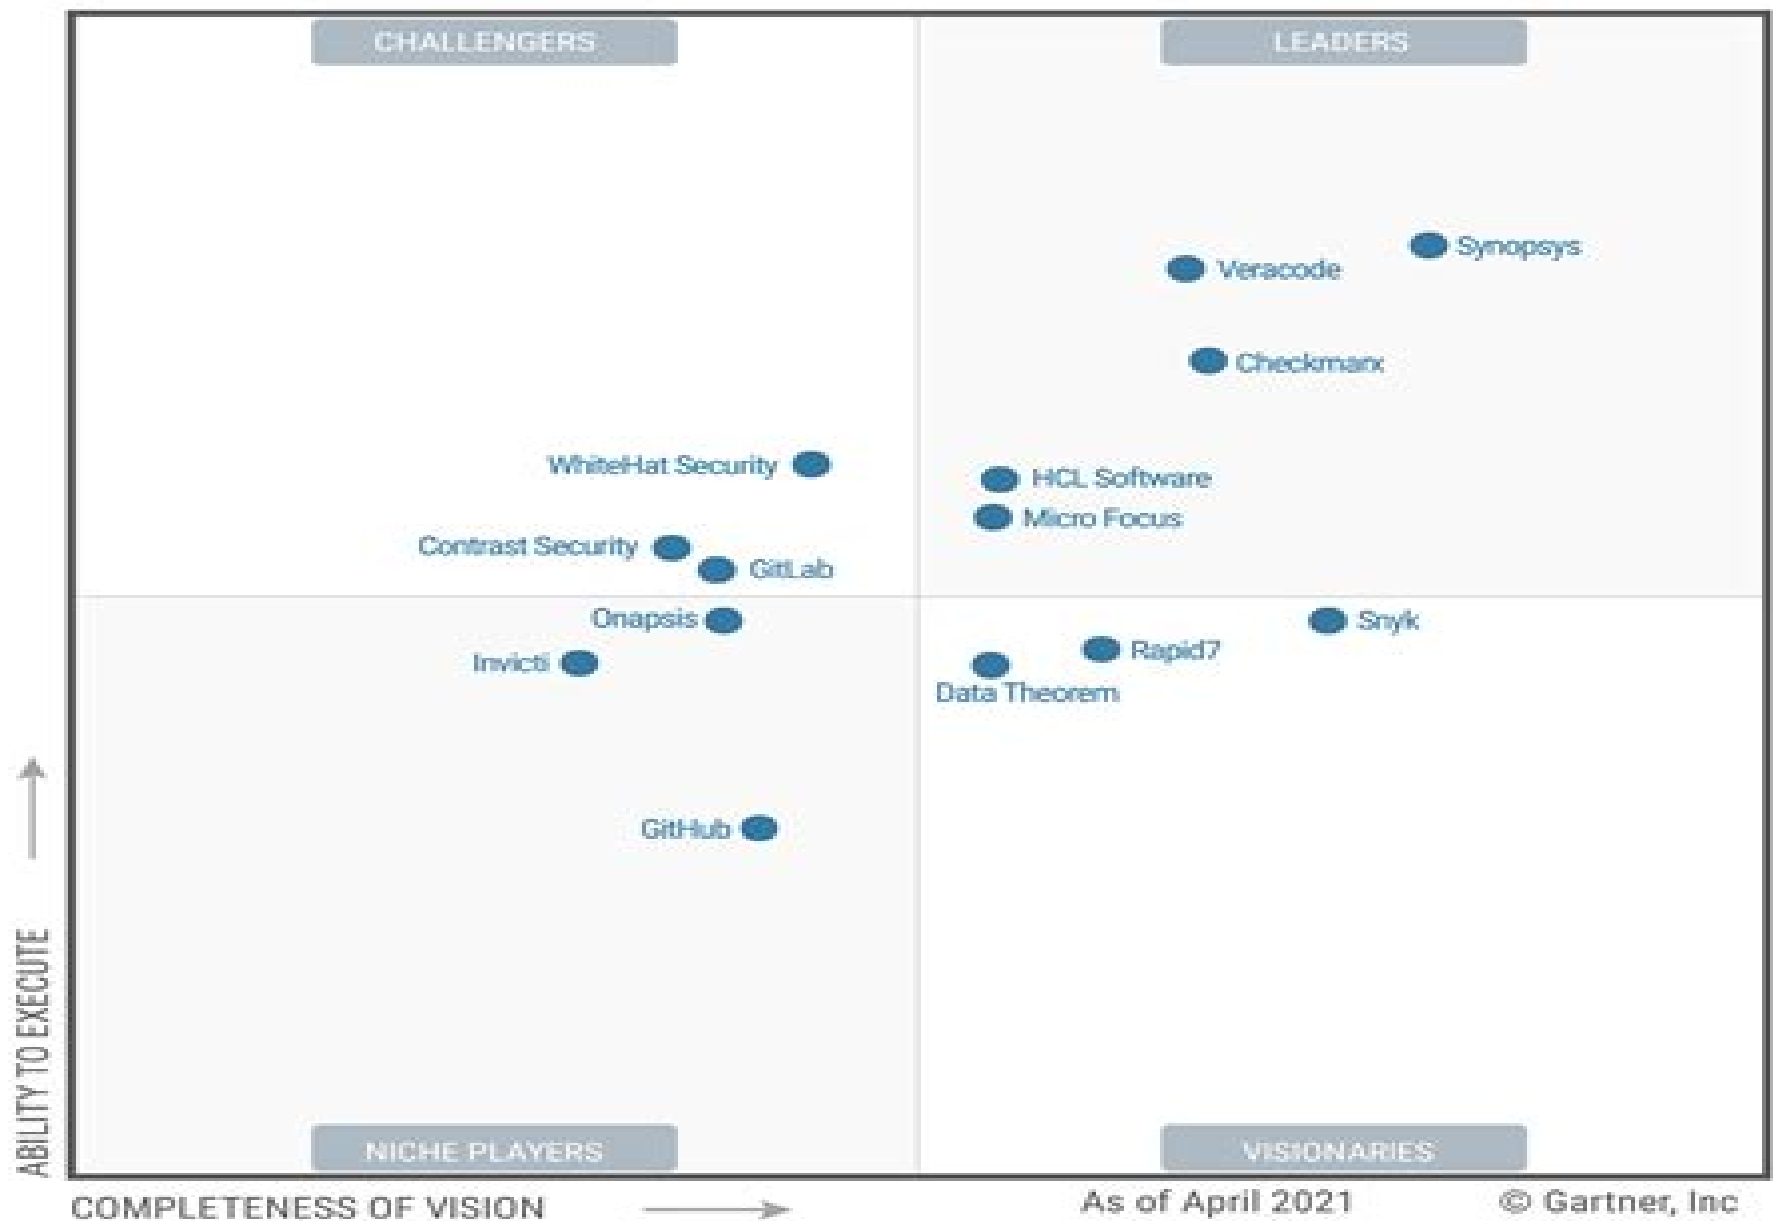 CHALLENGERS
LEADERS
Synopsys
Veracode
Checkmarx
WhiteHat Security
HCL Software
Micro Focus
Contrast Security
GitLab
Onapsis
Snyk
Invicti
Rapid7
Data Theorem
GitHub
ABILITY TO EXECUTE
NICHE PLAYERS
VISIONARIES
COMPLETENESS OF VISION
As of April 2021
© Gartner, Inc